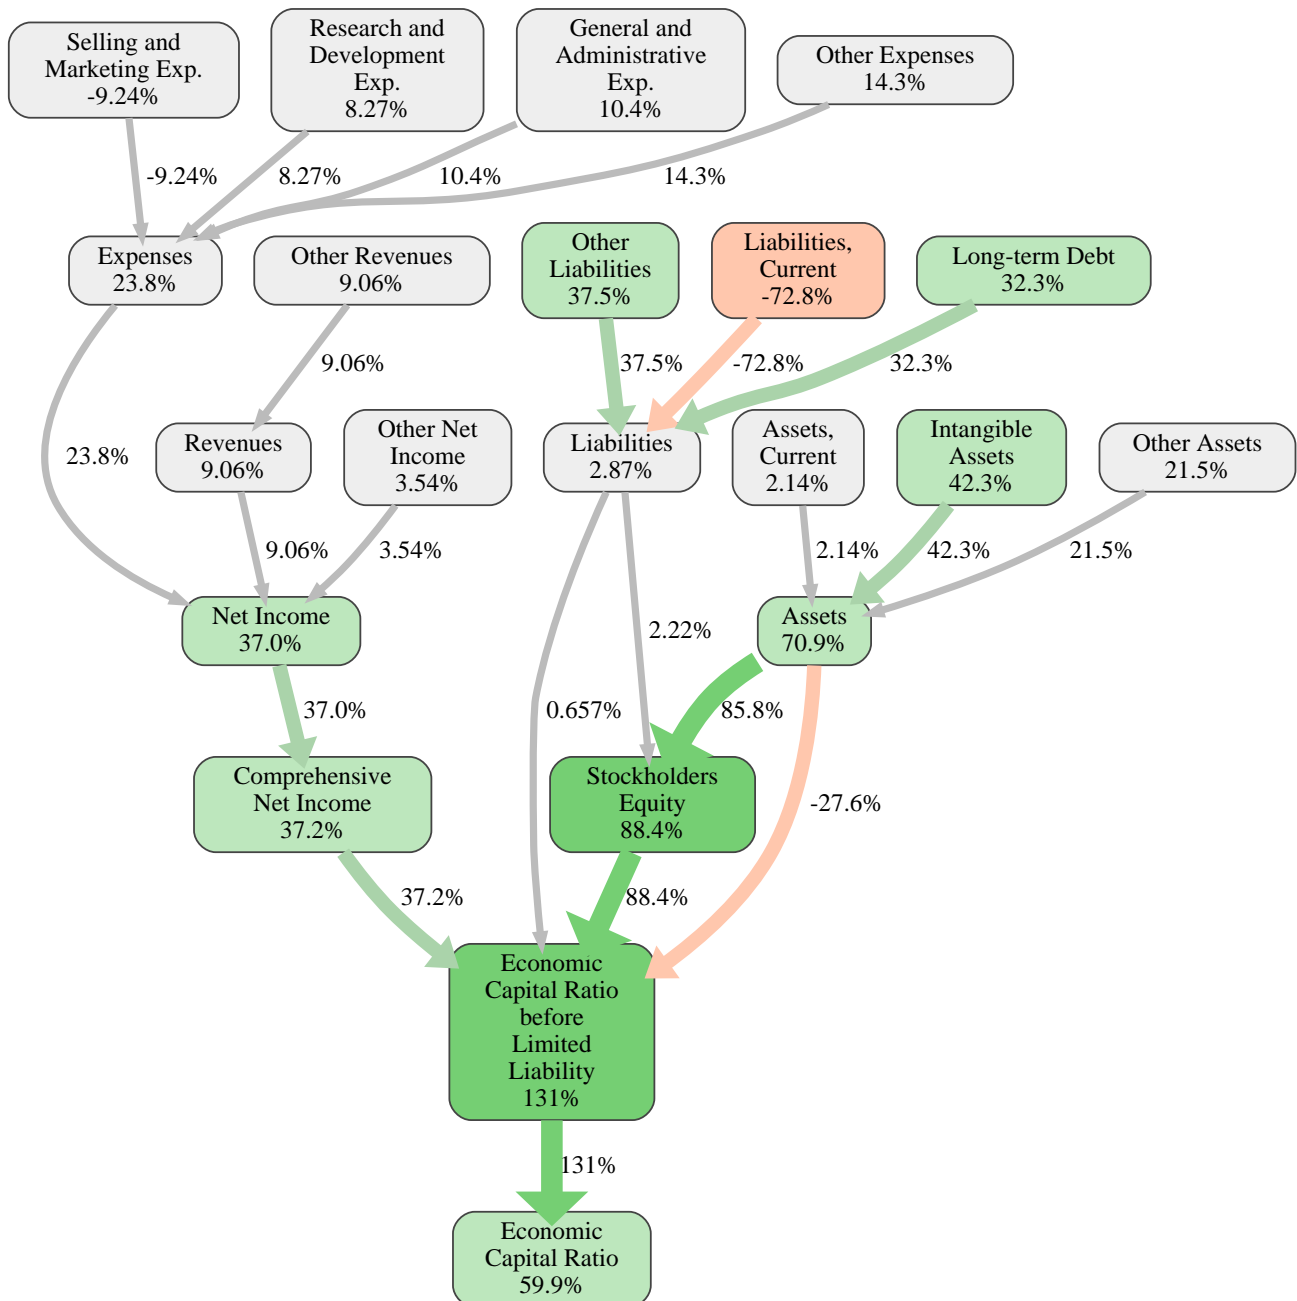 Selling and
Marketing Exp.
-9.24%
Research and
Development
Exp.
8.27%
General and
Administrative
Exp.
10.4%
Other Expenses
14.3%
-9.24%
8.27%
10.4%
14.3%
Expenses
23.8%
Other Revenues
9.06%
Other
Liabilities
37.5%
Liabilities,
Current
-72.8%
Long-term Debt
32.3%
9.06%
37.5%
-72.8%
32.3%
23.8%
Revenues
9.06%
Other Net
Income
3.54%
Liabilities
2.87%
Assets,
Current
2.14%
Intangible
Assets
42.3%
Other Assets
21.5%
9.06%
3.54%
2.14%
42.3%
21.5%
Net Income
37.0%
2.22%
Assets
70.9%
37.0%
0.657%
85.8%
Comprehensive
Net Income
37.2%
Stockholders
Equity
88.4%
-27.6%
37.2%
88.4%
Economic
Capital Ratio
before
Limited
Liability
131%
131%
Economic
Capital Ratio
59.9%